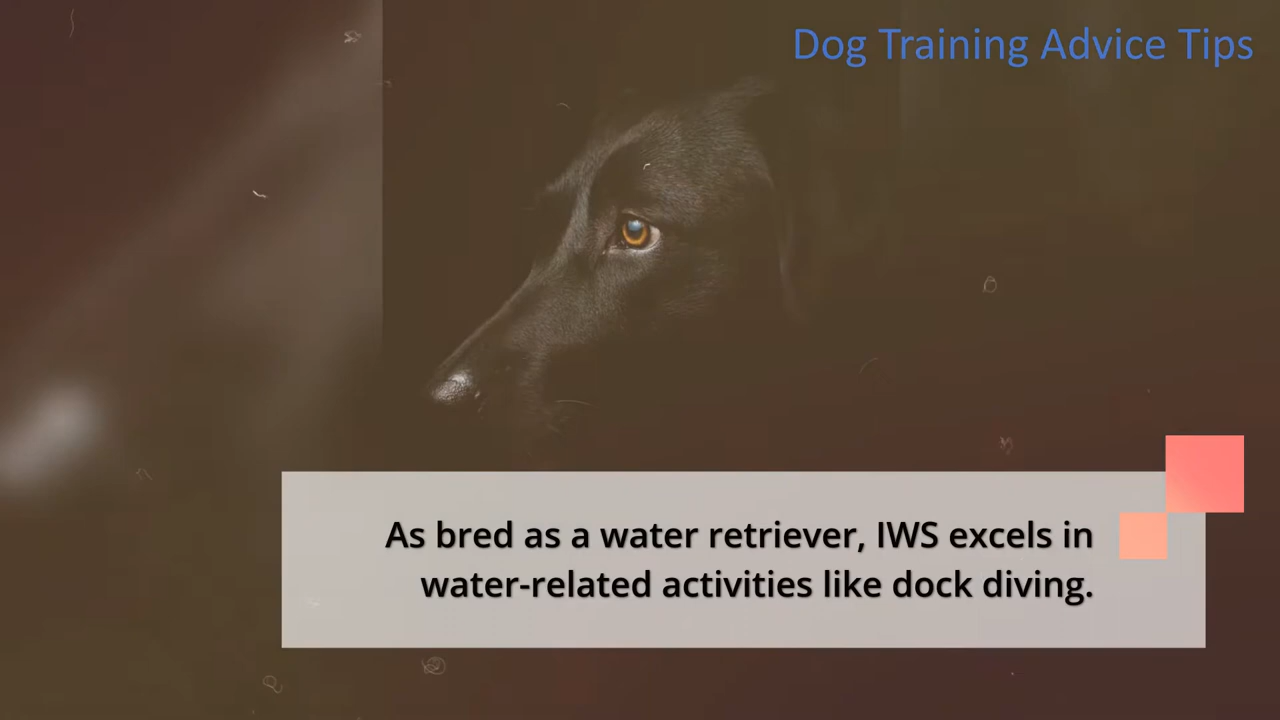 Dog Training Advice Tips
As bred as a water retriever, IWS excels in
water-related activities like dock diving.